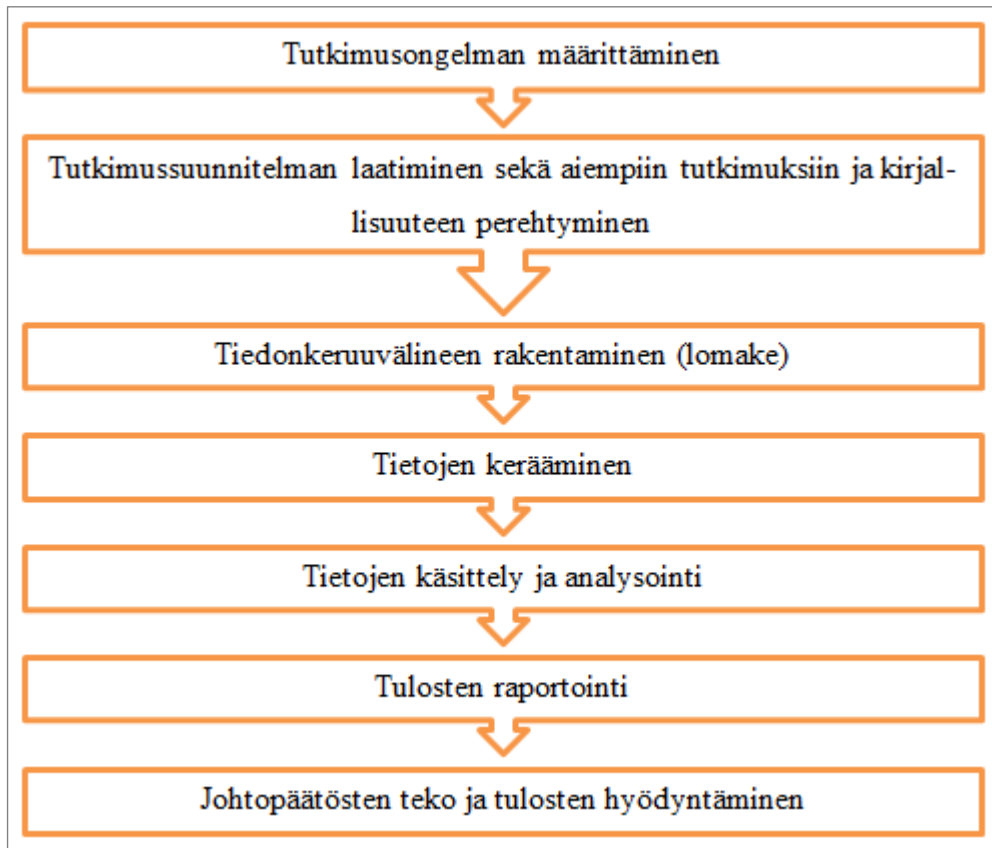 Tutkimusongelman määrittäminen
Tutkimussuunnitelman laatiminen sekä aiempiin tutkimuksiin ja kirjal-
lisuuteen perehtyminen
Tiedonkeruuvälineen rakentaminen (lomake)
Tietojen kerääminen
Tietojen käsittely ja analysointi
Tulosten raportointi
Johtopäätösten teko ja tulosten hyödyntäminen